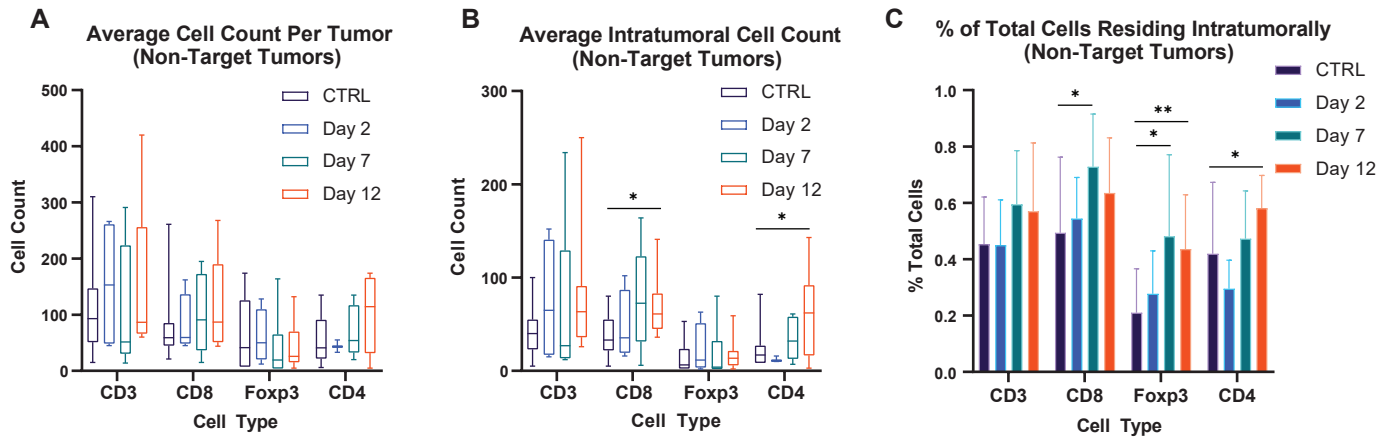 A
Average Cell Count Per Tumor
(Non-Target Tumors)
500
400
300
200
100
0
Cell Count
CTRL
Day 2
Day 7
Day 12
CD3
CD8
Foxp3
CD4
Cell Type
B
Average Intratumoral Cell Count
(Non-Target Tumors)
300
200
100
0
Cell Count
CTRL
Day 2
Day 7
Day 12
*
*
CD3
CD8
Foxp3
CD4
Cell Type
C
% of Total Cells Residing Intratumorally
(Non-Target Tumors)
1.0
0.8
0.6
0.4
0.2
0.0
% Total Cells
CTRL
Day 2
Day 7
Day 12
*
**
*
*
CD3
CD8
Foxp3
CD4
Cell Type